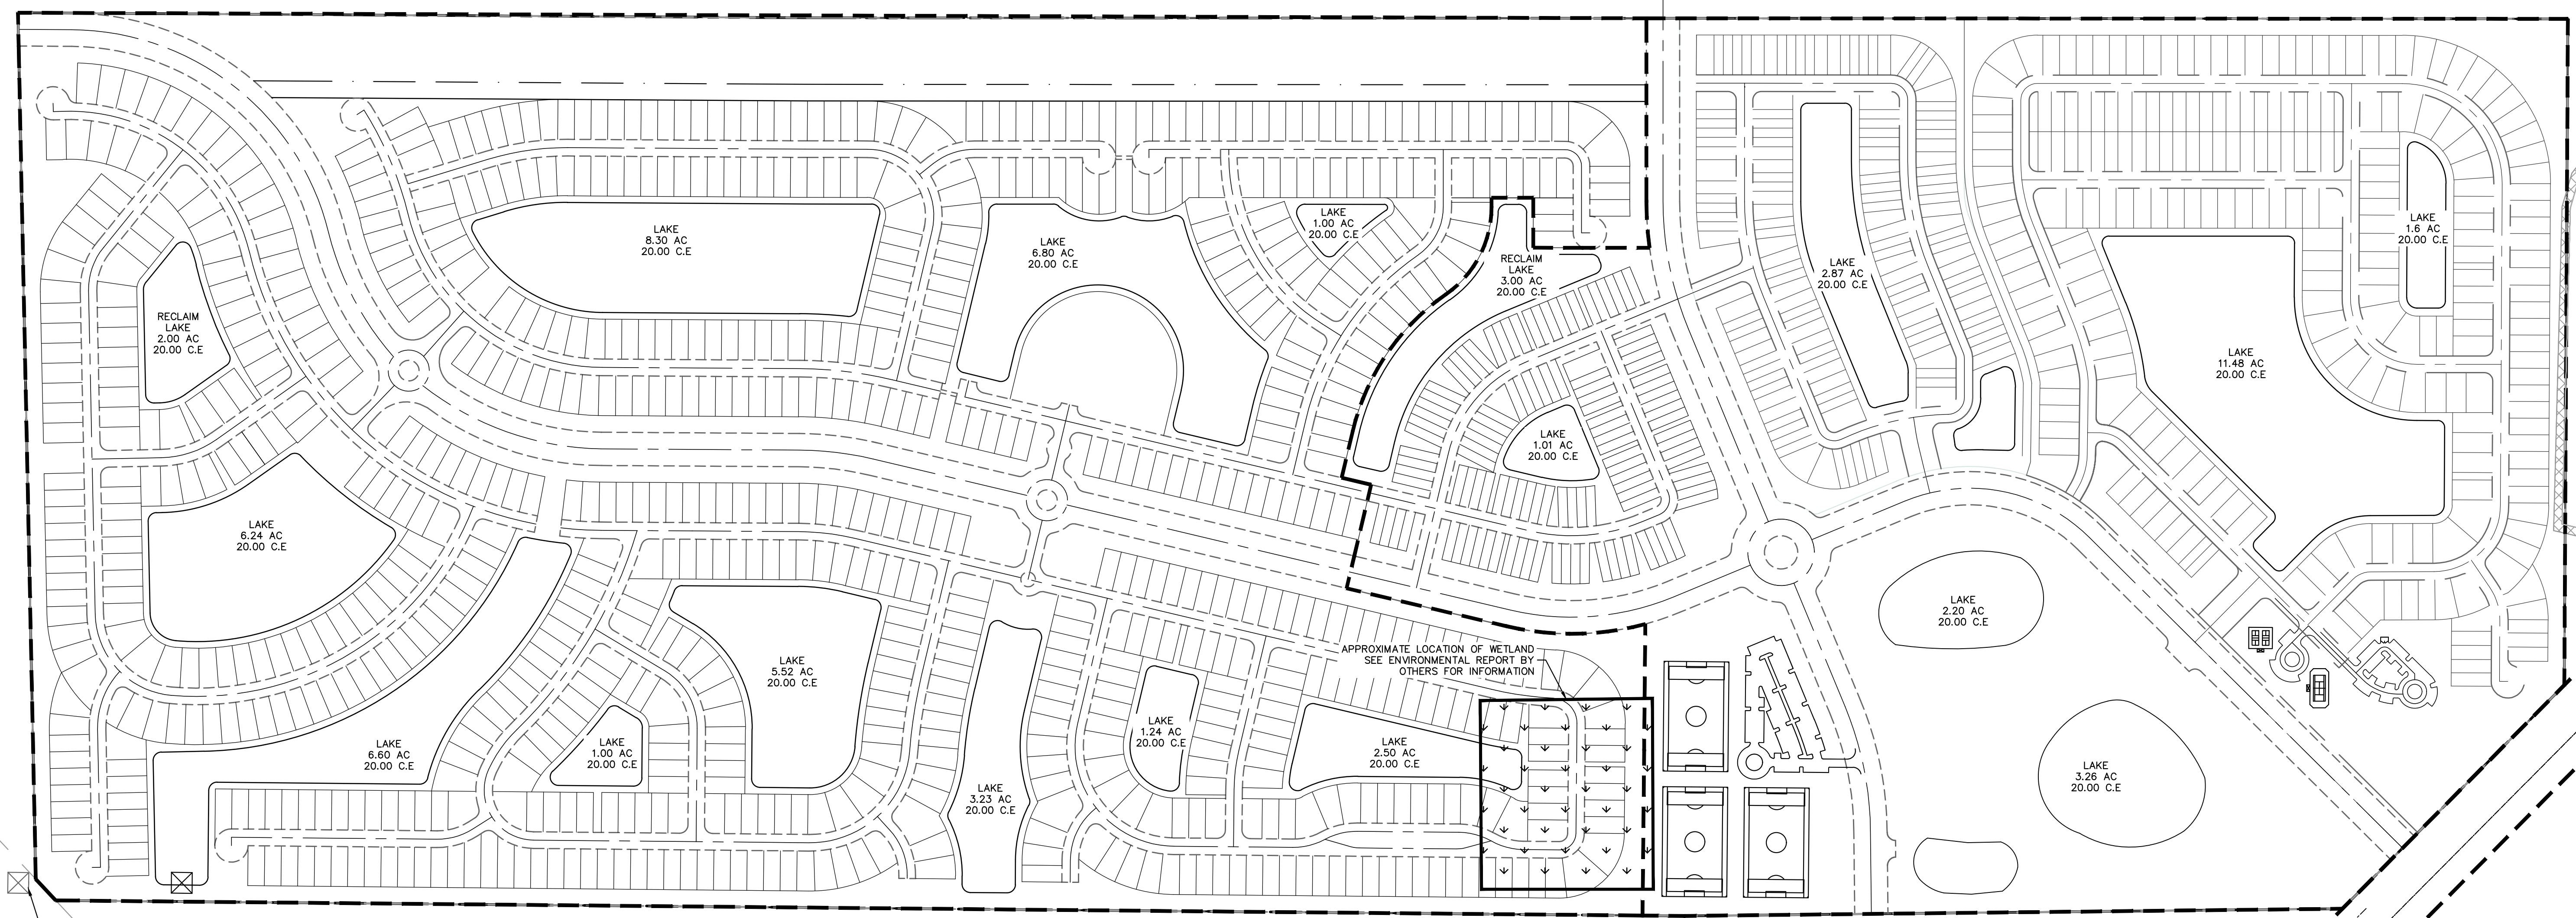 LAKE
8.30 AC
20.00 C.E
LAKE
6.80 AC
20.00 C.E
LAKE
1.00 AC
20.00 C.E
RECLAIM
LAKE
3.00 AC
20.00 C.E
LAKE
2.87 AC
20.00 C.E
LAKE
1.6 AC
20.00 C.E
RECLAIM
LAKE
2.00 AC
20.00 C.E
LAKE
11.48 AC
20.00 C.E
LAKE
1.01 AC
20.00 C.E
LAKE
6.24 AC
20.00 C.E
LAKE
2.20 AC
20.00 C.E
APPROXIMATE LOCATION OF WETLAND
SEE ENVIRONMENTAL REPORT BY
OTHERS FOR INFORMATION
LAKE
5.52 AC
20.00 C.E
LAKE
6.60 AC
20.00 C.E
LAKE
1.00 AC
20.00 C.E
LAKE
1.24 AC
20.00 C.E
LAKE
2.50 AC
20.00 C.E
LAKE
3.23 AC
20.00 C.E
LAKE
3.26 AC
20.00 C.E